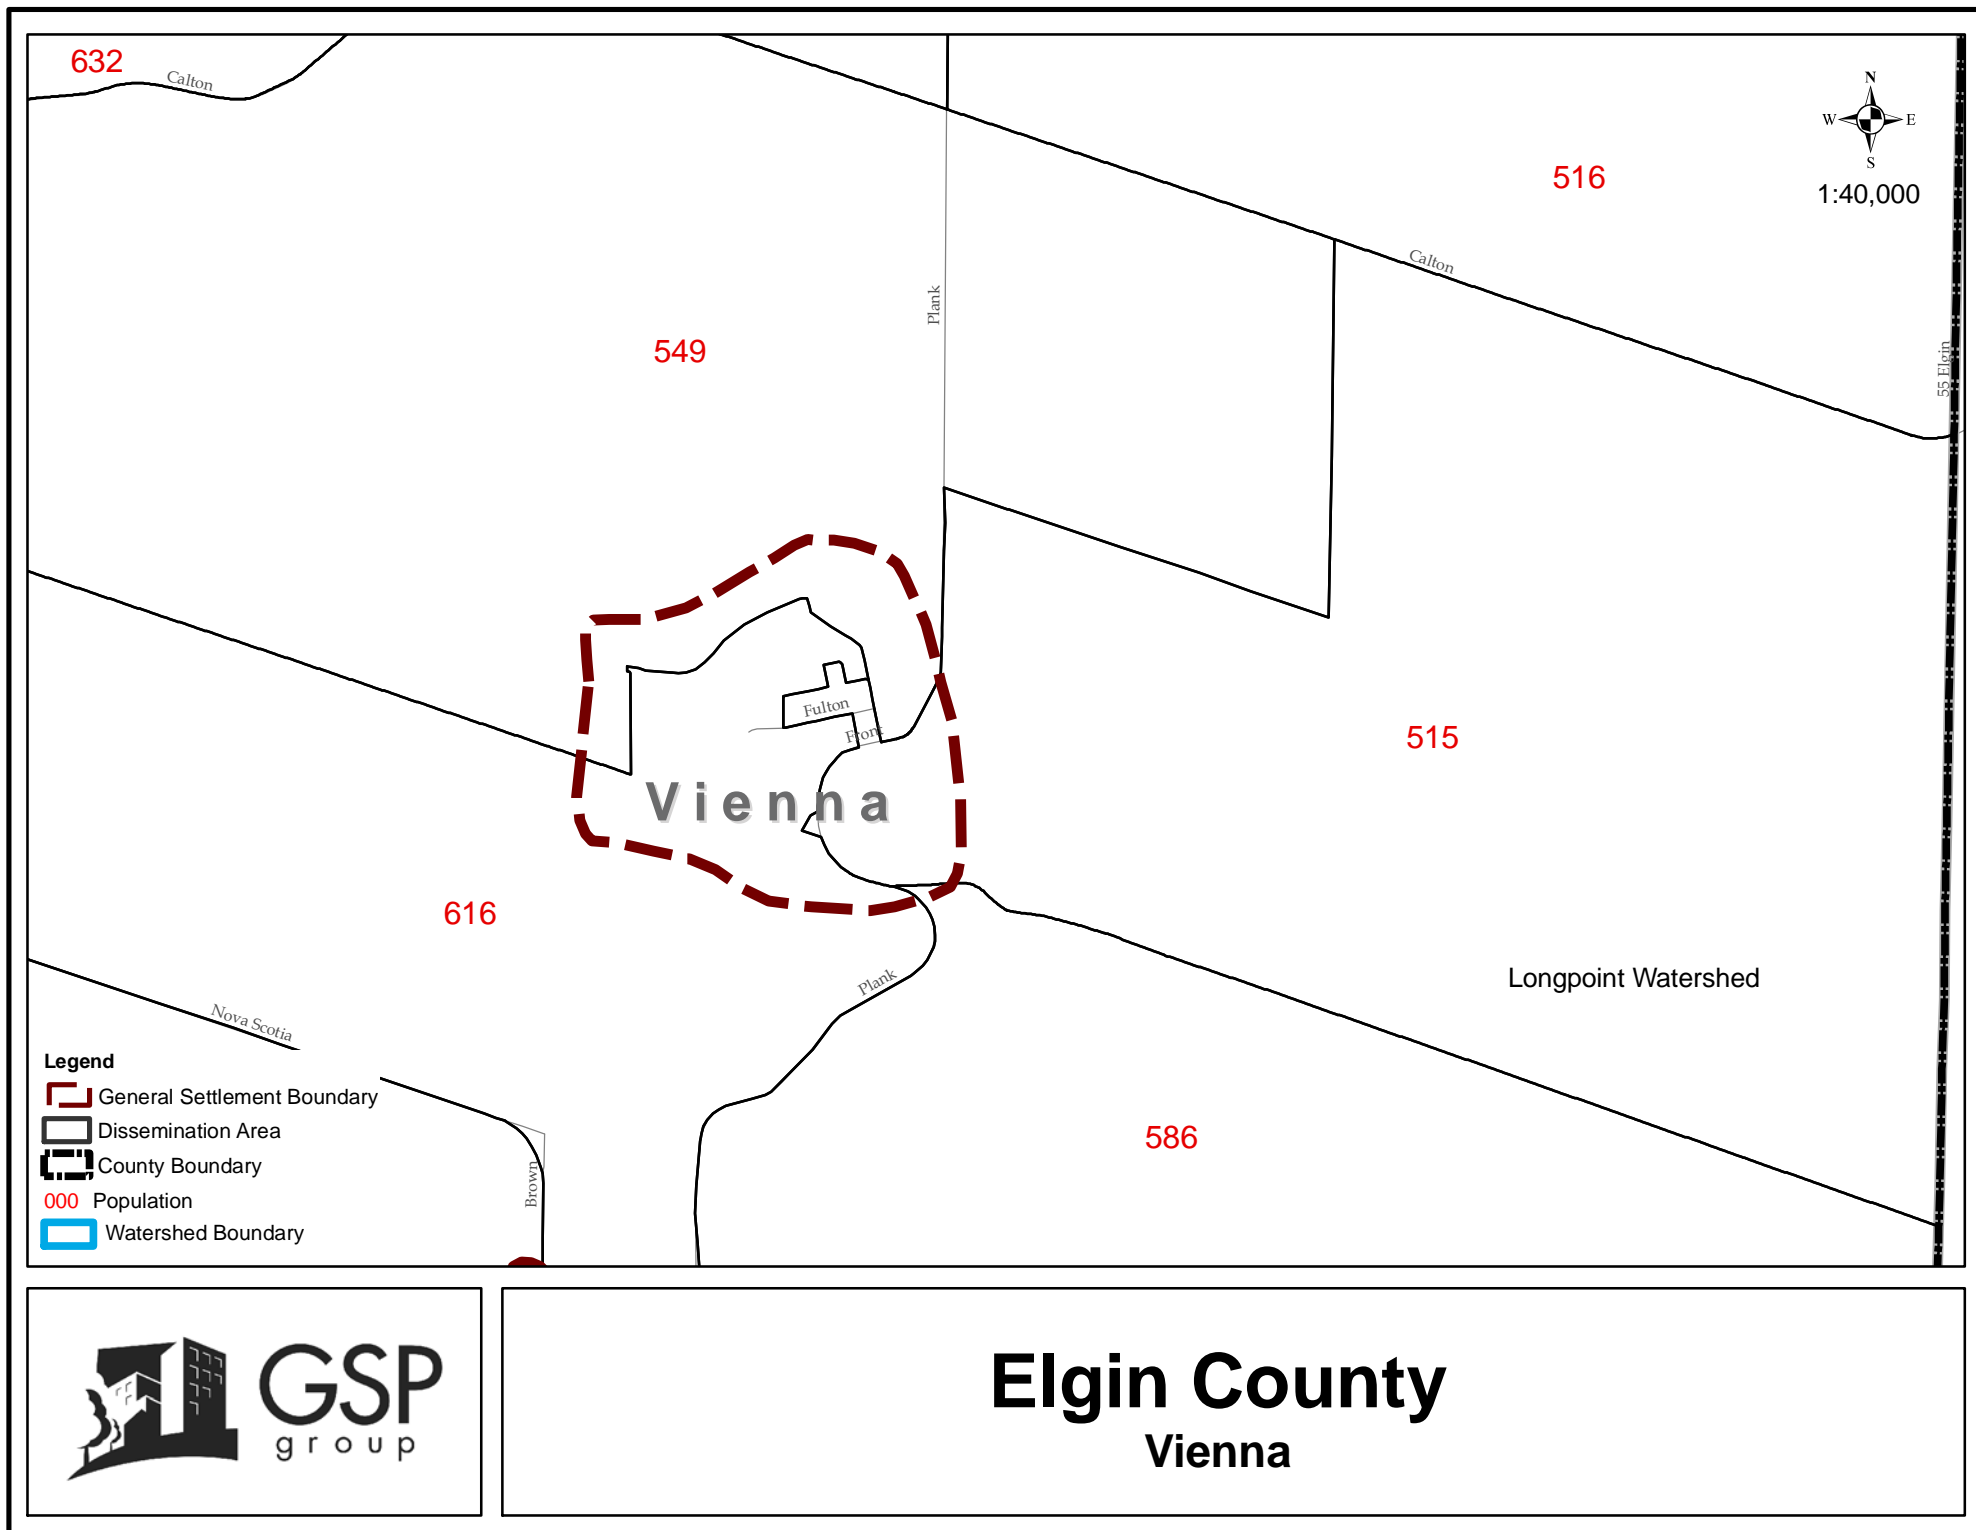 632
Calton
N
W E
S
1:40,000
516
Calton
Plank
549
55 Elgin
Fulton
Front
515
Vienna
616
Plank
Longpoint Watershed
Nova Scotia
586
Brown
Legend
General Settlement Boundary
Dissemination Area
County Boundary
000 Population
Watershed Boundary
GSP
group
Elgin County
Vienna